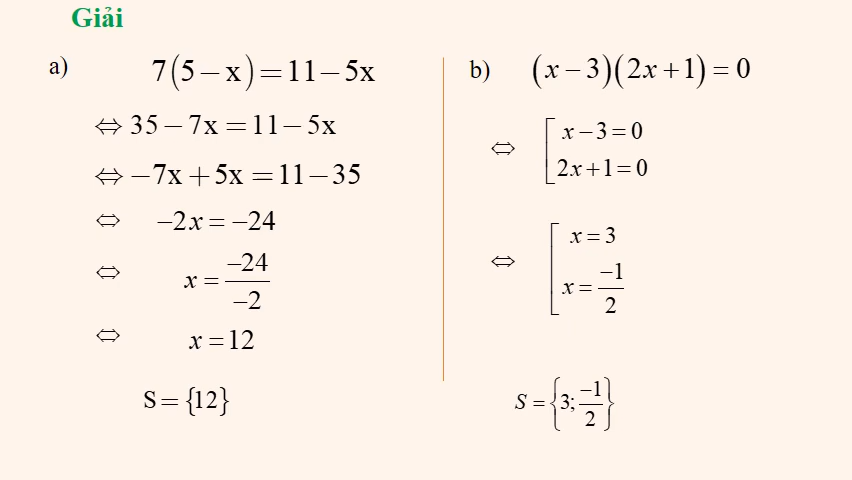 Giải
a) 7(5 − x) = 11 − 5x
⇔ 35 − 7x = 11 − 5x
⇔ −7x + 5x = 11 − 35
⇔ −2x = −24
⇔ x = −24/−2
⇔ x = 12
S = {12}
b) (x − 3)(2x + 1) = 0
⇔ [ x − 3 = 0
2x + 1 = 0
⇔ [ x = 3
x = −1/2
S = {3; −1/2}